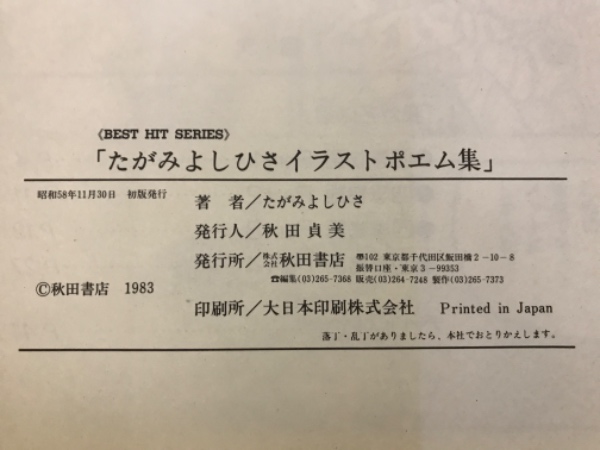 《BEST HIT SERIES》
「たがみよしひさイラストポエム集」
昭和58年11月30日 初版発行
著 者／たがみよしひさ
発行人／秋田貞美
発行所／株式会社秋田書店 〠102 東京都千代田区飯田橋2-10-8
振替口座・東京3-99353
☎編集(03)265-7368 販売(03)264-7248 製作(03)265-7373
©秋田書店 1983
印刷所／大日本印刷株式会社 Printed in Japan
落丁・乱丁がありましたら、本社でおとりかえします。